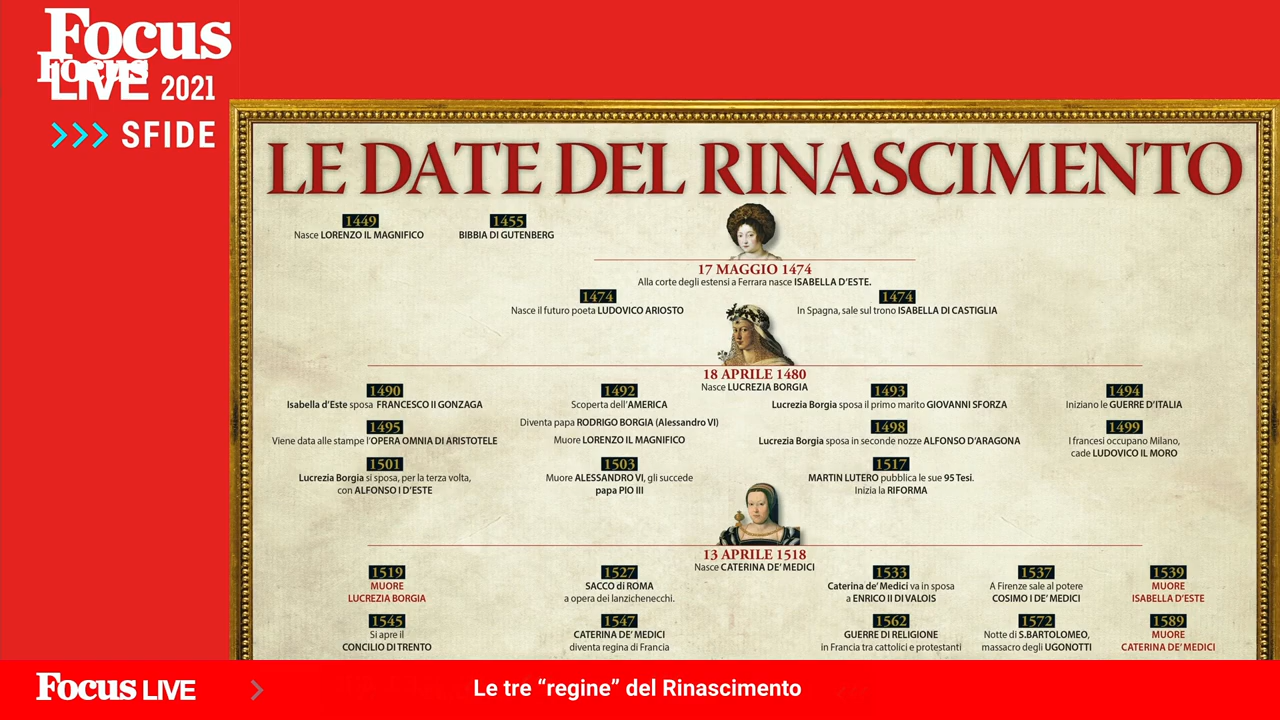 Focus
Focus
LIVE 2021
>>> SFIDE
LE DATE DEL RINASCIMENTO
1449
Nasce LORENZO IL MAGNIFICO
1455
BIBBIA DI GUTENBERG
17 MAGGIO 1474
Alla corte degli estensi a Ferrara nasce ISABELLA D'ESTE.
1474
Nasce il futuro poeta LUDOVICO ARIOSTO
1474
In Spagna, sale sul trono ISABELLA DI CASTIGLIA
18 APRILE 1480
Nasce LUCREZIA BORGIA
1490
Isabella d'Este sposa FRANCESCO II GONZAGA
1492
Scoperta dell'AMERICA
Diventa papa RODRIGO BORGIA (Alessandro VI)
Muore LORENZO IL MAGNIFICO
1493
Lucrezia Borgia sposa il primo marito GIOVANNI SFORZA
1494
Iniziano le GUERRE D'ITALIA
1495
Viene data alle stampe l'OPERA OMNIA DI ARISTOTELE
1498
Lucrezia Borgia sposa in seconde nozze ALFONSO D'ARAGONA
1499
I francesi occupano Milano,
cade LUDOVICO IL MORO
1501
Lucrezia Borgia si sposa, per la terza volta,
con ALFONSO I D'ESTE
1503
Muore ALESSANDRO VI, gli succede
papa PIO III
1517
MARTIN LUTERO pubblica le sue 95 Tesi.
Inizia la RIFORMA
13 APRILE 1518
Nasce CATERINA DE' MEDICI
1519
MUORE
LUCREZIA BORGIA
1527
SACCO di ROMA
a opera dei lanzichenecchi.
1533
Caterina de' Medici va in sposa
a ENRICO II DI VALOIS
1537
A Firenze sale al potere
COSIMO I DE' MEDICI
1539
MUORE
ISABELLA D'ESTE
1545
Si apre il
CONCILIO DI TRENTO
1547
CATERINA DE' MEDICI
diventa regina di Francia
1562
GUERRE DI RELIGIONE
in Francia tra cattolici e protestanti
1572
Notte di S.BARTOLOMEO,
massacro degli UGONOTTI
1589
MUORE
CATERINA DE' MEDICI
Focus LIVE
Le tre “regine” del Rinascimento